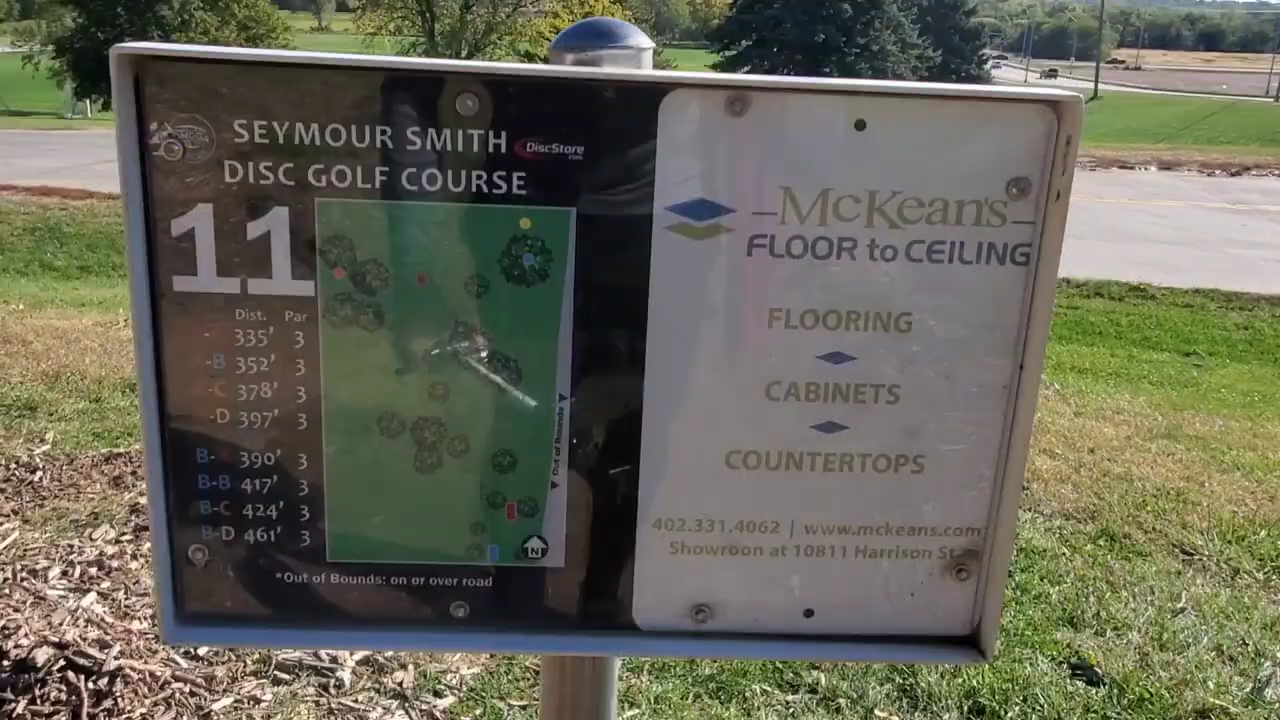 SEYMOUR SMITH
DISC GOLF COURSE
DiscStore
.com
11
Dist. Par
- 335' 3
-B 352' 3
-C 378' 3
-D 397' 3
B- 390' 3
B-B 417' 3
B-C 424' 3
B-D 461' 3
Out of Bounds
N
*Out of Bounds: on or over road
McKean's
FLOOR to CEILING
FLOORING
CABINETS
COUNTERTOPS
402.331.4062 | www.mckeans.com
Showroon at 10811 Harrison St.